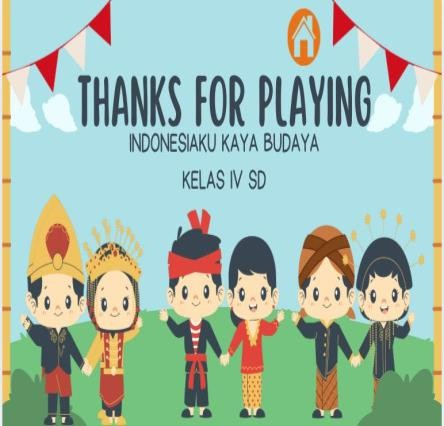 THANKS FOR PLAYING
INDONESIAKU KAYA BUDAYA
KELAS IV SD